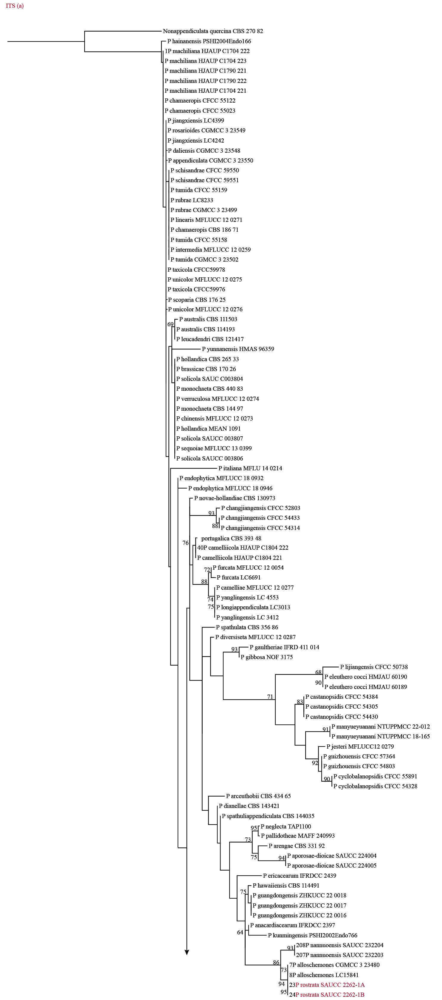 ITS (a)
Nonappendiculata quercina CBS 270 82
P hainanensis PSHI2004Endo166
1P machiliana HJAUP C1704 222
P machiliana HJAUP C1704 223
P machiliana HJAUP C1790 221
P machiliana HJAUP C1790 222
P machiliana HJAUP C1704 221
P chamaeropis CFCC 55122
P chamaeropis CFCC 55023
P jiangxiensis LC4399
P rosarioides CGMCC 3 23549
P jiangxiensis LC4242
P daliensis CGMCC 3 23548
P appendiculata CGMCC 3 23550
P schisandrae CFCC 59550
P schisandrae CFCC 59551
P tumida CFCC 55159
P rubrae LC8233
P rubrae CGMCC 3 23499
P linearis MFLUCC 12 0271
P chamaeropis CBS 186 71
P tumida CFCC 55158
P intermedia MFLUCC 12 0259
P tumida CGMCC 3 23502
P taxicola CFCC59978
P unicolor MFLUCC 12 0275
P taxicola CFCC59976
P scoparia CBS 176 25
P unicolor MFLUCC 12 0276
P australis CBS 111503
69
P australis CBS 114193
P leucadendri CBS 121417
P yunnanensis HMAS 96359
P hollandica CBS 265 33
P brassicae CBS 170 26
P solicola SAUC C003804
P monochaeta CBS 440 83
P verruculosa MFLUCC 12 0274
P monochaeta CBS 144 97
P chinensis MFLUCC 12 0273
P hollandica MEAN 1091
P solicola SAUCC 003807
P sequoiae MFLUCC 13 0399
P solicola SAUCC 003806
P italiana MFLU 14 0214
P endophytica MFLUCC 18 0932
P endophytica MFLUCC 18 0946
P novae-hollandiae CBS 130973
P changjiangensis CFCC 52803
93
P changjiangensis CFCC 54433
88
P changjiangensis CFCC 54314
portugalica CBS 393 48
76
40P camelliicola HJAUP C1804 222
P camelliicola HJAUP C1804 221
P furcata MFLUCC 12 0054
72
P furcata LC6691
88
P camelliae MFLUCC 12 0277
P yanglingensis LC 4553
74
75
P longiappendiculata LC3013
P yanglingensis LC 3412
P spathulata CBS 356 86
P diversiseta MFLUCC 12 0287
P gaultheriae IFRD 411 014
93
P gibbosa NOF 3175
P lijiangensis CFCC 50738
68
P eleuthero cocci HMJAU 60190
90
P eleuthero cocci HMJAU 60189
71
P castanopsidis CFCC 54384
83
P castanopsidis CFCC 54305
P castanopsidis CFCC 54430
P manyueyuanani NTUPPMCC 22-012
91
P manyueyuanani NTUPPMCC 18-165
P jesteri MFLUCC12 0279
P guizhouensis CFCC 57364
92
P guizhouensis CFCC 54803
P cyclobalanopsidis CFCC 55891
90
P cyclobalanopsidis CFCC 54328
P arceuthobii CBS 434 65
P dianellae CBS 143421
P spathuliappendiculata CBS 144035
P neglecta TAP1100
95
P pallidotheae MAFF 240993
73
P arengae CBS 331 92
75
P aporosae-dioicae SAUCC 224004
94
P aporosae-dioicae SAUCC 224005
P ericacearum IFRDCC 2439
P hawaiiensis CBS 114491
75
P guangdongensis ZHKUCC 22 0018
P guangdongensis ZHKUCC 22 0017
P guangdongensis ZHKUCC 22 0016
P anacardiacearum IFRDCC 2397
64
P kunmingensis PSHI2002Endo766
208P nannuoensis SAUCC 232204
93
207P nannuoensis SAUCC 232203
86
7P alloschemones CGMCC 3 23480
73
8P alloschemones LC15841
94
23P rostrata SAUCC 2262-1A
95
24P rostrata SAUCC 2262-1B